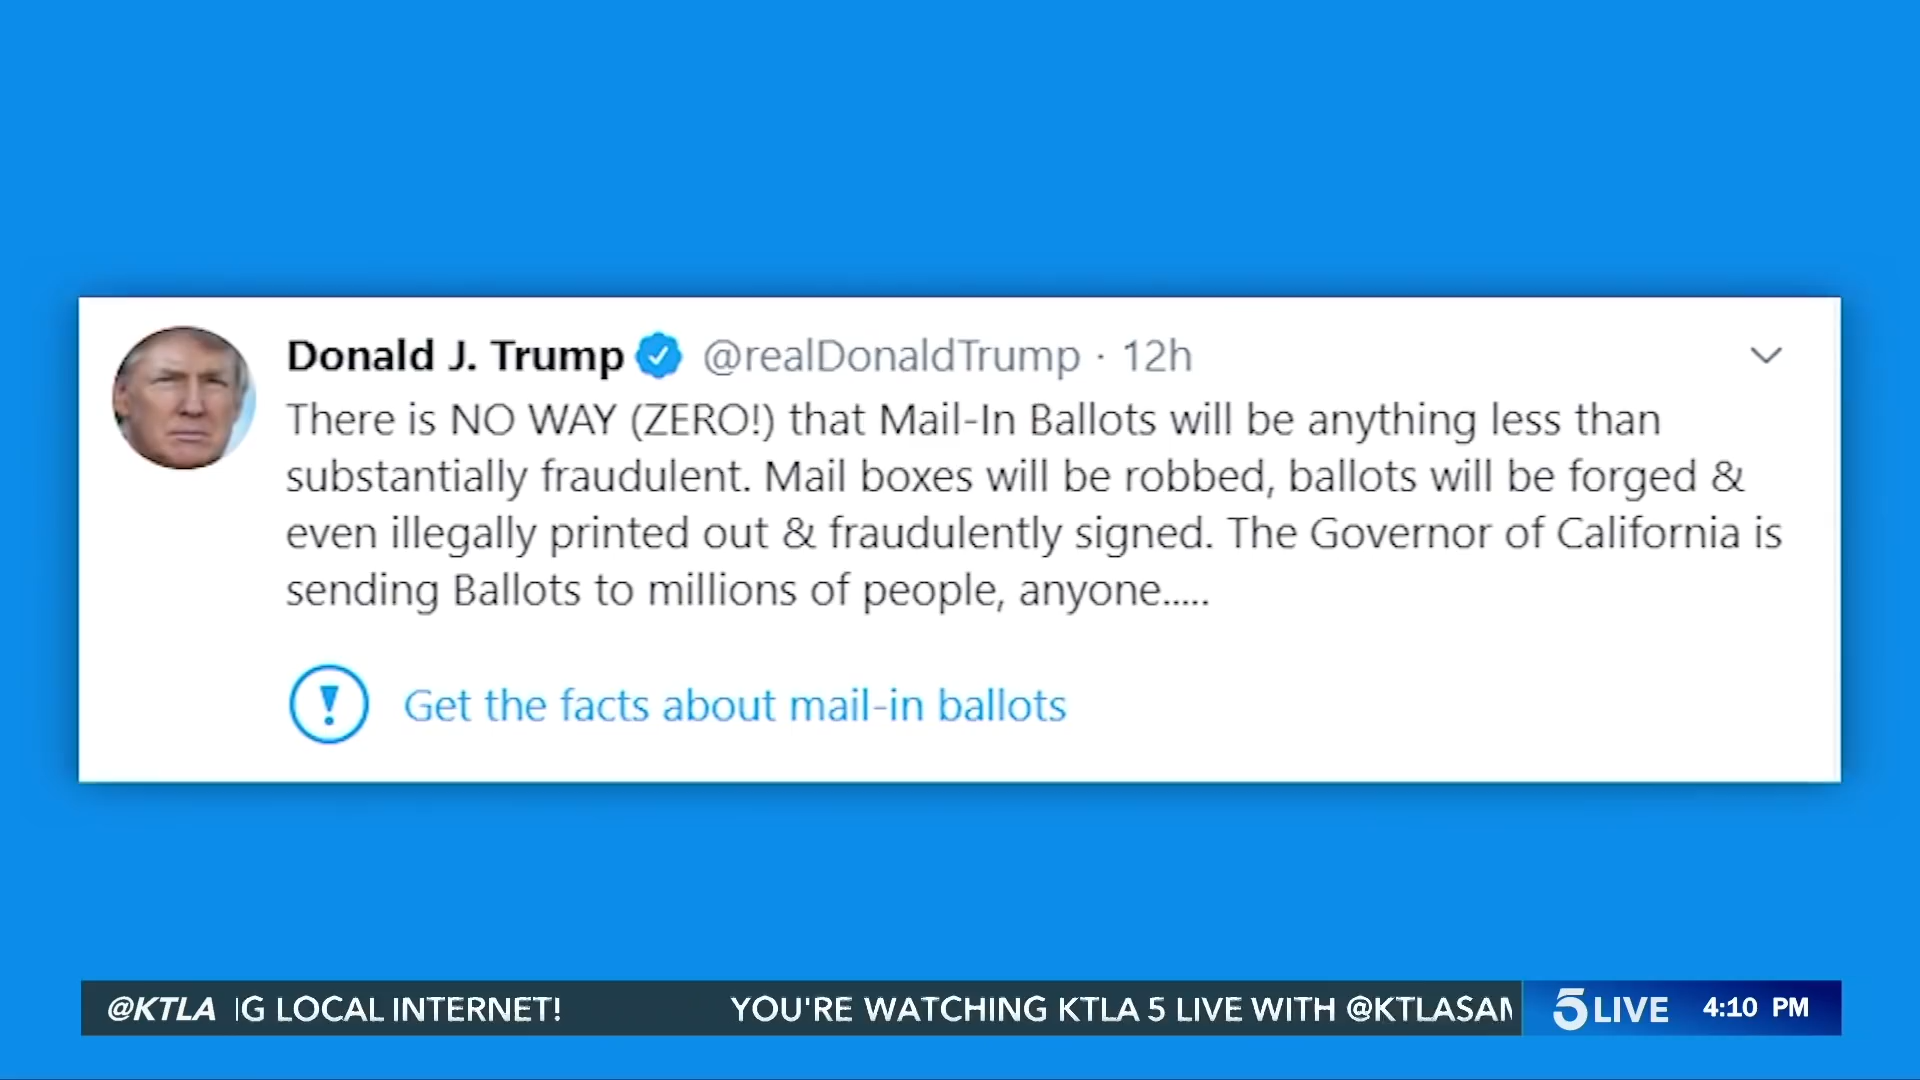 Donald J. Trump @realDonaldTrump · 12h
There is NO WAY (ZERO!) that Mail-In Ballots will be anything less than
substantially fraudulent. Mail boxes will be robbed, ballots will be forged &
even illegally printed out & fraudulently signed. The Governor of California is
sending Ballots to millions of people, anyone.....
Get the facts about mail-in ballots
@KTLA IG LOCAL INTERNET! YOU'RE WATCHING KTLA 5 LIVE WITH @KTLASAM 5 LIVE 4:10 PM